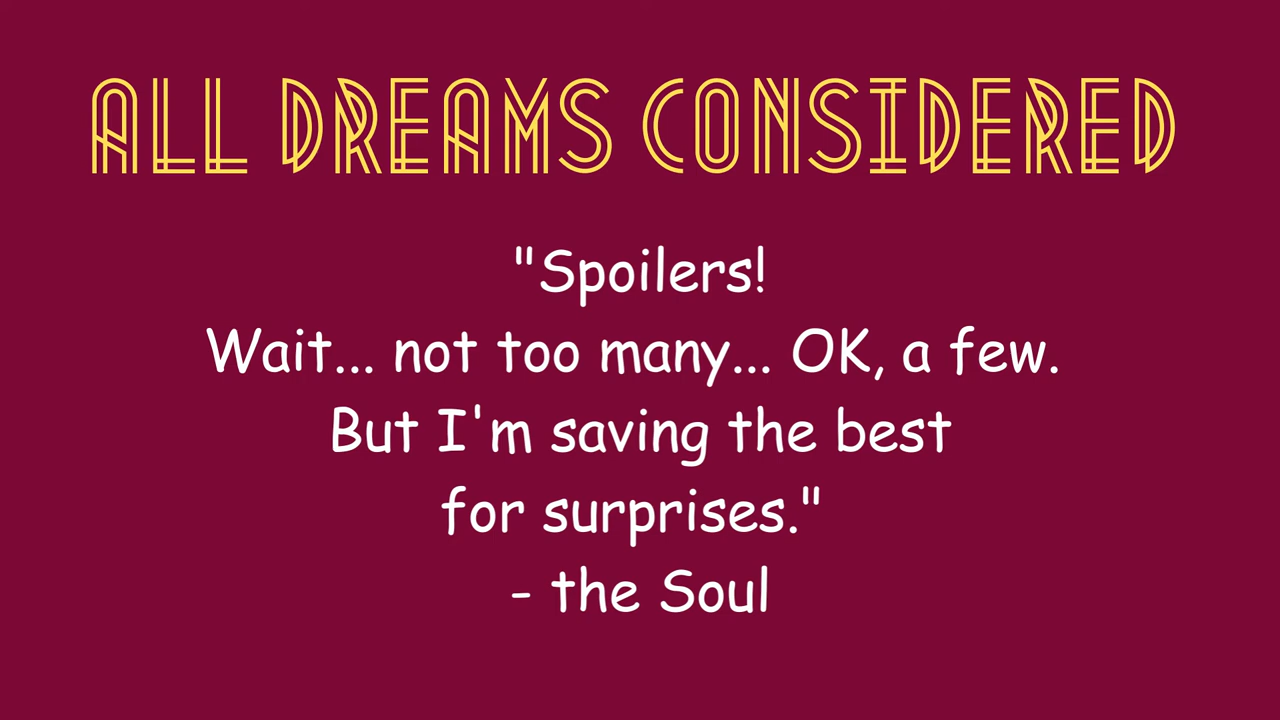 ALL DREAMS CONSIDERED
"Spoilers!
Wait... not too many... OK, a few.
But I'm saving the best
for surprises."
- the Soul